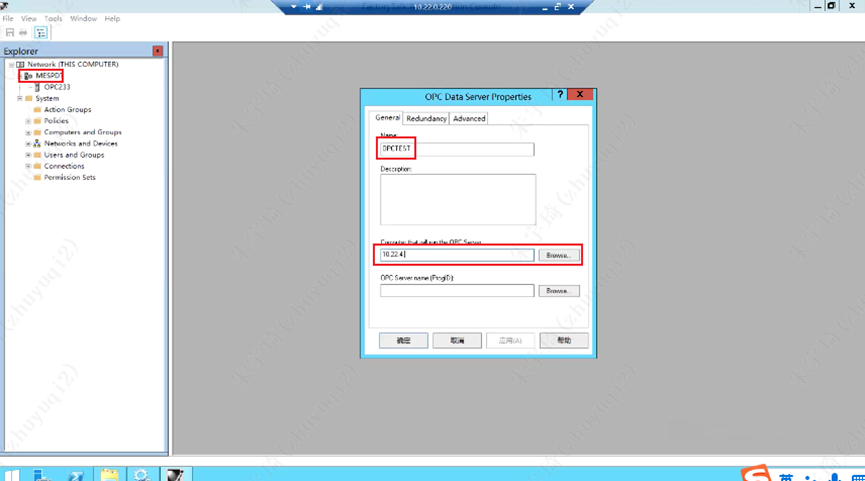 10.22.0.220
File View Tools Window Help
Explorer
Network (THIS COMPUTER)
MESPDT
OPC233
System
Action Groups
Policies
Computers and Groups
Networks and Devices
Users and Groups
Connections
Permission Sets
OPC Data Server Properties
? X
General Redundancy Advanced
Name:
OPCTEST
Description:
Computer that will run the OPC Server
10.22.4
Browse...
OPC Server name (ProgID):
Browse...
确定 取消 应用(A) 帮助
英
(zhuyuqi2)